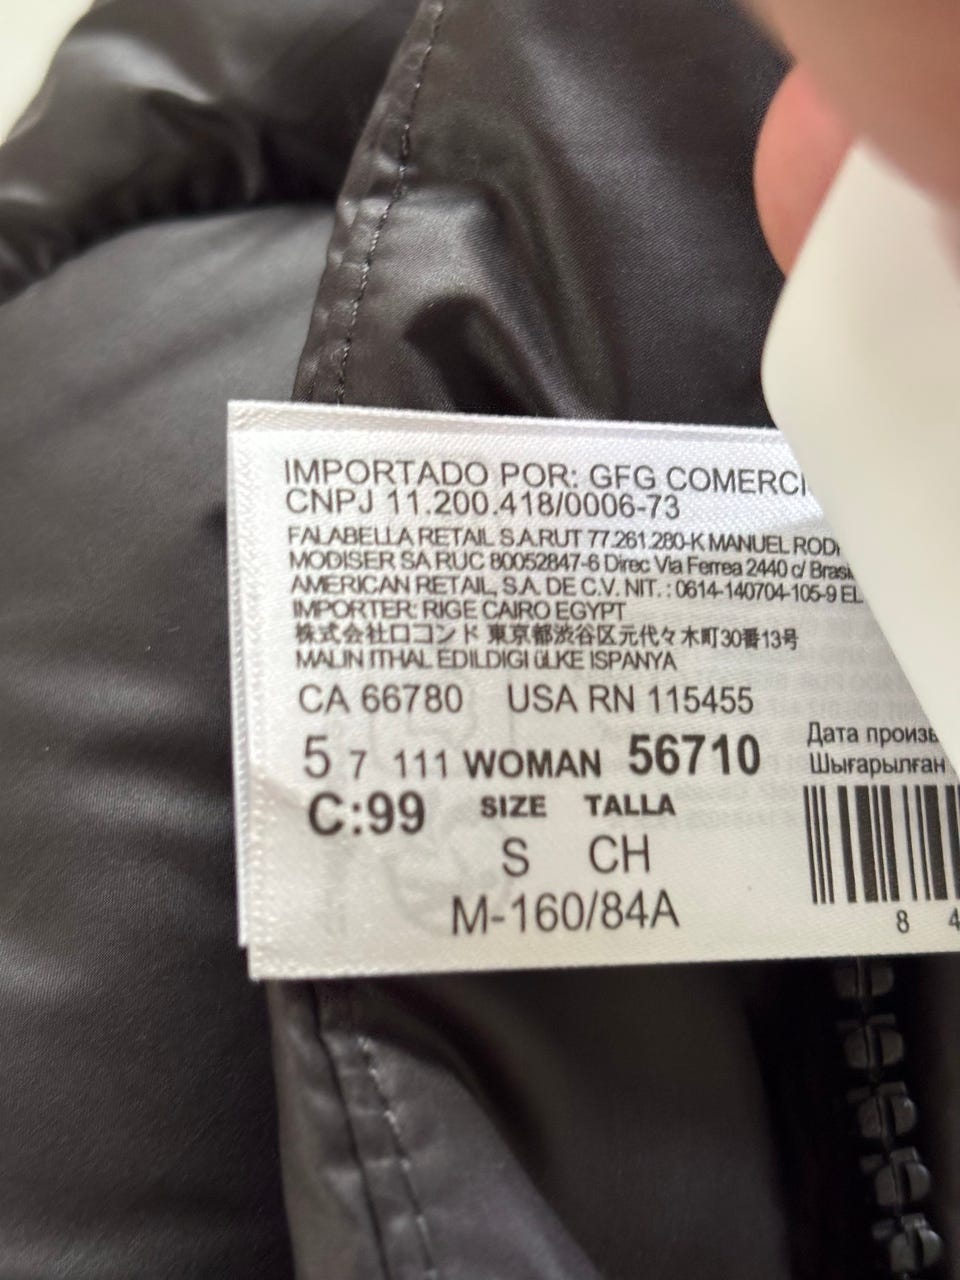 IMPORTADO POR: GFG COMERCI
CNPJ 11.200.418/0006-73
FALABELLA RETAIL S.A.RUT 77.261.280-K MANUEL RODR
MODISER SA RUC 80052847-6 Direc Via Ferrea 2440 c/ Brasil
AMERICAN RETAIL, S.A. DE C.V. NIT. : 0614-140704-105-9 EL
IMPORTER: RIGE CAIRO EGYPT
株式会社ロコンド 東京都渋谷区元代々木町30番13号
MALIN ITHAL EDILDIGI üLKE ISPANYA
CA 66780 USA RN 115455
5 7 111 WOMAN 56710
Дата произв
Шығарылған
C:99 SIZE TALLA
S CH
M-160/84A
8 4